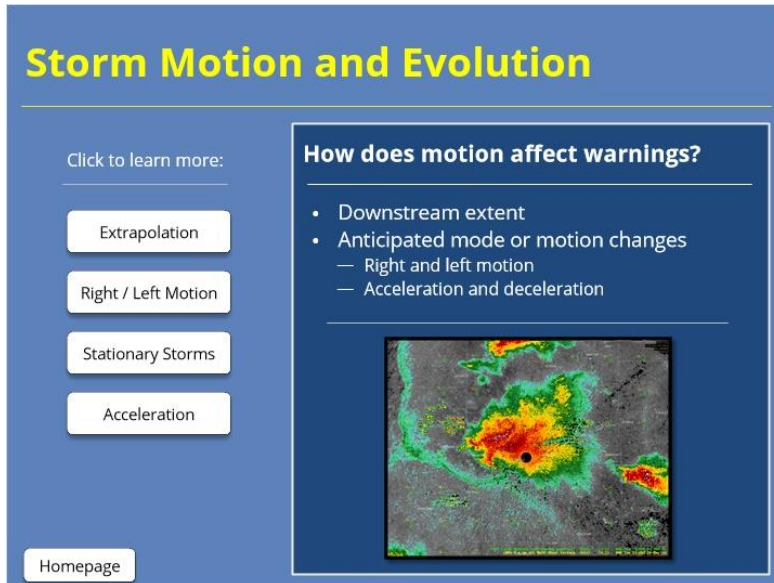 Storm Motion and Evolution
Click to learn more:
Extrapolation
Right / Left Motion
Stationary Storms
Acceleration
Homepage
How does motion affect warnings?
• Downstream extent
• Anticipated mode or motion changes
— Right and left motion
— Acceleration and deceleration